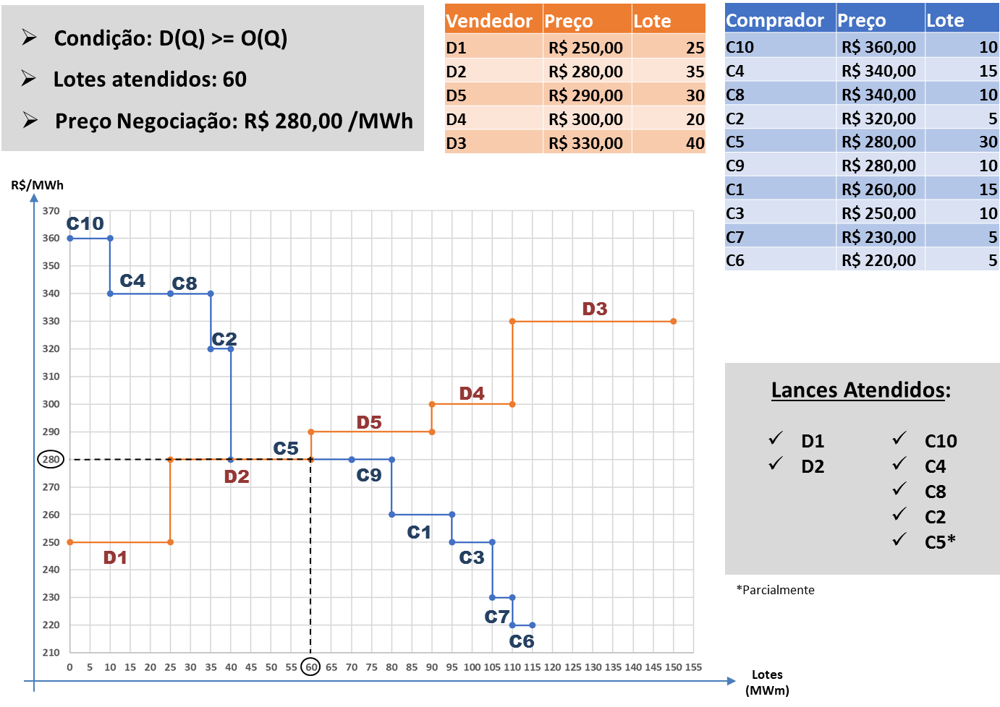 Condição: D(Q) >= O(Q)
Lotes atendidos: 60
Preço Negociação: R$ 280,00 /MWh
Vendedor Preço Lote
D1 R$ 250,00 25
D2 R$ 280,00 35
D5 R$ 290,00 30
D4 R$ 300,00 20
D3 R$ 330,00 40
Comprador Preço Lote
C10 R$ 360,00 10
C4 R$ 340,00 15
C8 R$ 340,00 10
C2 R$ 320,00 5
C5 R$ 280,00 30
C9 R$ 280,00 10
C1 R$ 260,00 15
C3 R$ 250,00 10
C7 R$ 230,00 5
C6 R$ 220,00 5
R$/MWh
370
C10
360
350
C4 C8
340
D3
330
C2
320
310
D4
300
D5
290
C5
280
D2 C9
270
260
C1
250
D1 C3
240
230
C7
220
C6
210
0 5 10 15 20 25 30 35 40 45 50 55 60 65 70 75 80 85 90 95 100 105 110 115 120 125 130 135 140 145 150 155
Lotes
(MWm)
Lances Atendidos:
D1 C10
D2 C4
C8
C2
C5*
*Parcialmente